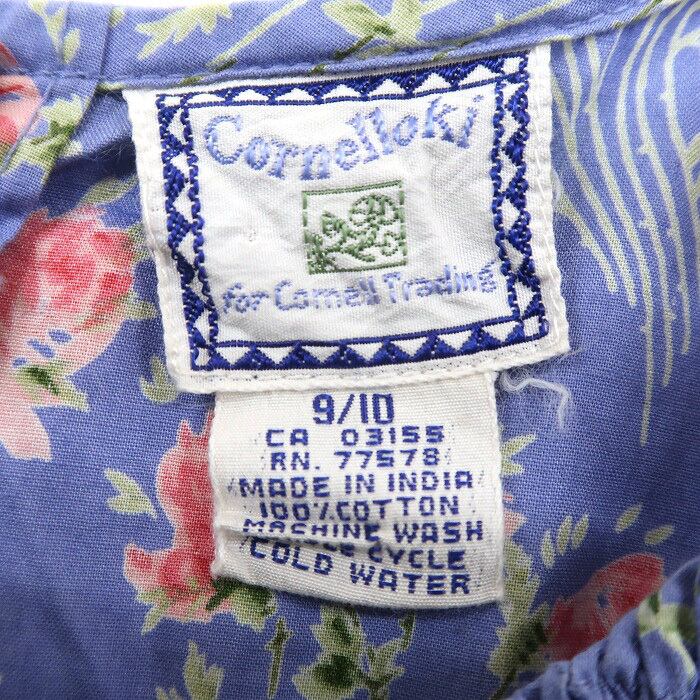 Cornelloki
for Cornell Trading
9/10
CA 03155
RN. 77578
MADE IN INDIA
100% COTTON
MACHINE WASH
CYCLE
COLD WATER